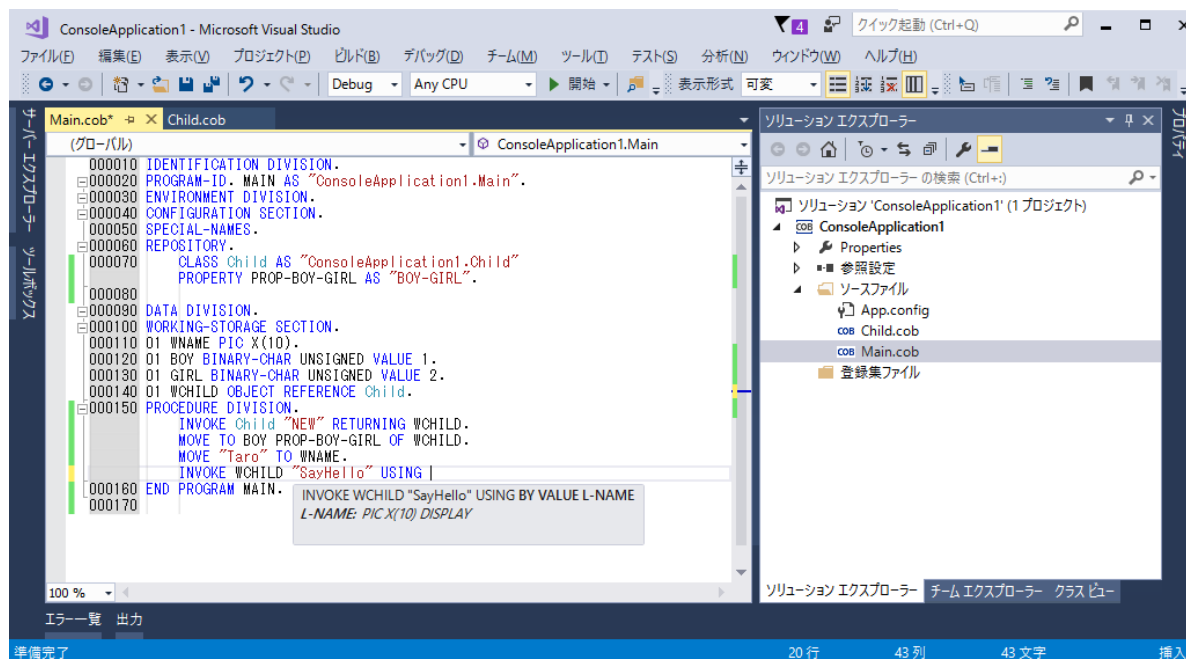 ConsoleApplication1 - Microsoft Visual Studio
4
クイック起動 (Ctrl+Q)
ファイル(F) 編集(E) 表示(V) プロジェクト(P) ビルド(B) デバッグ(D) チーム(M) ツール(T) テスト(S) 分析(N) ウィンドウ(W) ヘルプ(H)
Debug Any CPU 開始 表示形式 可変
サーバー エクスプローラー
ツールボックス
Main.cob* Child.cob
(グローバル) ConsoleApplication1.Main
000010 IDENTIFICATION DIVISION.
000020 PROGRAM-ID. MAIN AS "ConsoleApplication1.Main".
000030 ENVIRONMENT DIVISION.
000040 CONFIGURATION SECTION.
000050 SPECIAL-NAMES.
000060 REPOSITORY.
000070 CLASS Child AS "ConsoleApplication1.Child"
PROPERTY PROP-BOY-GIRL AS "BOY-GIRL".
000080
000090 DATA DIVISION.
000100 WORKING-STORAGE SECTION.
000110 01 WNAME PIC X(10).
000120 01 BOY BINARY-CHAR UNSIGNED VALUE 1.
000130 01 GIRL BINARY-CHAR UNSIGNED VALUE 2.
000140 01 WCHILD OBJECT REFERENCE Child.
000150 PROCEDURE DIVISION.
INVOKE Child "NEW" RETURNING WCHILD.
MOVE TO BOY PROP-BOY-GIRL OF WCHILD.
MOVE "Taro" TO WNAME.
INVOKE WCHILD "SayHello" USING
000160 END PROGRAM MAIN.
000170
INVOKE WCHILD "SayHello" USING BY VALUE L-NAME
L-NAME: PIC X(10) DISPLAY
100 %
ソリューション エクスプローラー
ソリューション エクスプローラー の検索 (Ctrl+:)
ソリューション 'ConsoleApplication1' (1 プロジェクト)
COB ConsoleApplication1
Properties
参照設定
ソースファイル
App.config
COB Child.cob
COB Main.cob
登録集ファイル
ソリューション エクスプローラー チーム エクスプローラー クラス ビュー
プロパティ
エラー一覧 出力
準備完了 20 行 43 列 43 文字 挿入